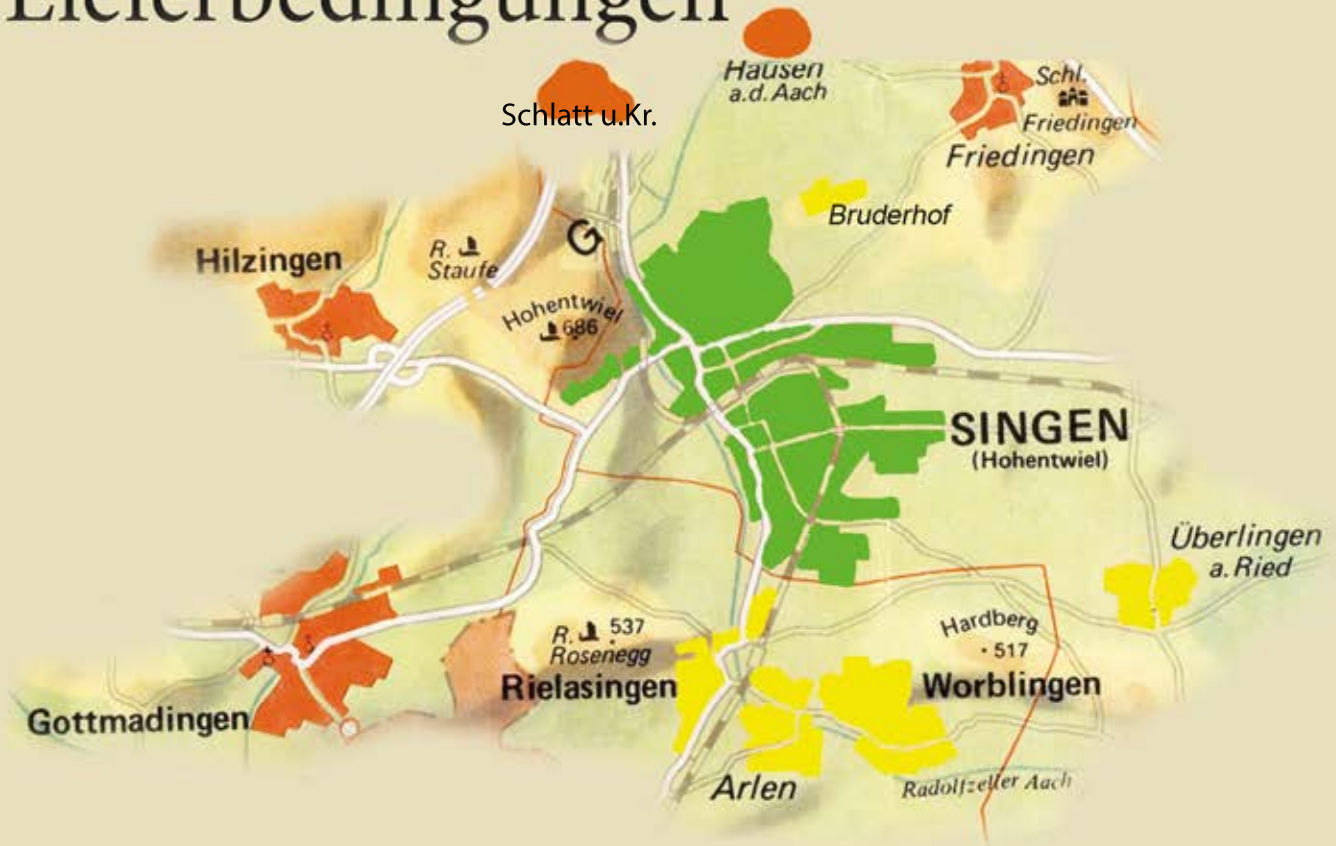 Lieferbedingungen
Hausen
a.d. Aach
Schl.
Friedingen
Friedingen
Schlatt u.Kr.
Bruderhof
Hilzingen
R.
Staufe
G
Hohentwiel
686
SINGEN
(Hohentwiel)
Überlingen
a. Ried
R. 537
Rosenegg
Hardberg
517
Rielasingen
Worblingen
Gottmadingen
Arlen
Radolfzeller Aach